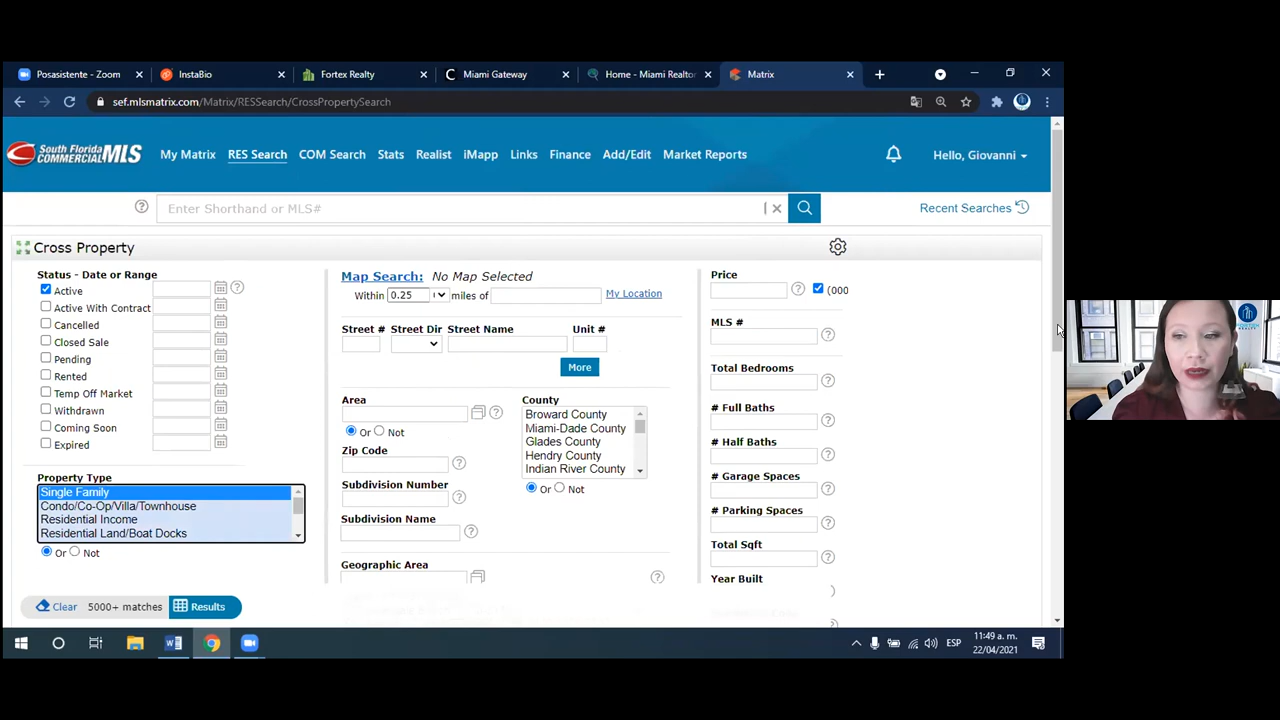 Posasistente - Zoom
InstaBio
Fortex Realty
Miami Gateway
Home - Miami Realtor
Matrix
sef.mlsmatrix.com/Matrix/RESSearch/CrossPropertySearch
South Florida
COMMERCIAL MLS
My Matrix
RES Search
COM Search
Stats
Realist
iMapp
Links
Finance
Add/Edit
Market Reports
Hello, Giovanni
Enter Shorthand or MLS#
Recent Searches
Cross Property
Status - Date or Range
Active
Active With Contract
Cancelled
Closed Sale
Pending
Rented
Temp Off Market
Withdrawn
Coming Soon
Expired
Property Type
Single Family
Condo/Co-Op/Villa/Townhouse
Residential Income
Residential Land/Boat Docks
Or Not
Map Search: No Map Selected
Within 0.25 miles of My Location
Street # Street Dir Street Name Unit #
More
Area
Or Not
Zip Code
Subdivision Number
Subdivision Name
Geographic Area
County
Broward County
Miami-Dade County
Glades County
Hendry County
Indian River County
Or Not
Price
(000
MLS #
Total Bedrooms
# Full Baths
# Half Baths
# Garage Spaces
# Parking Spaces
Total Sqft
Year Built
Clear 5000+ matches Results
ESP
11:49 a. m.
22/04/2021